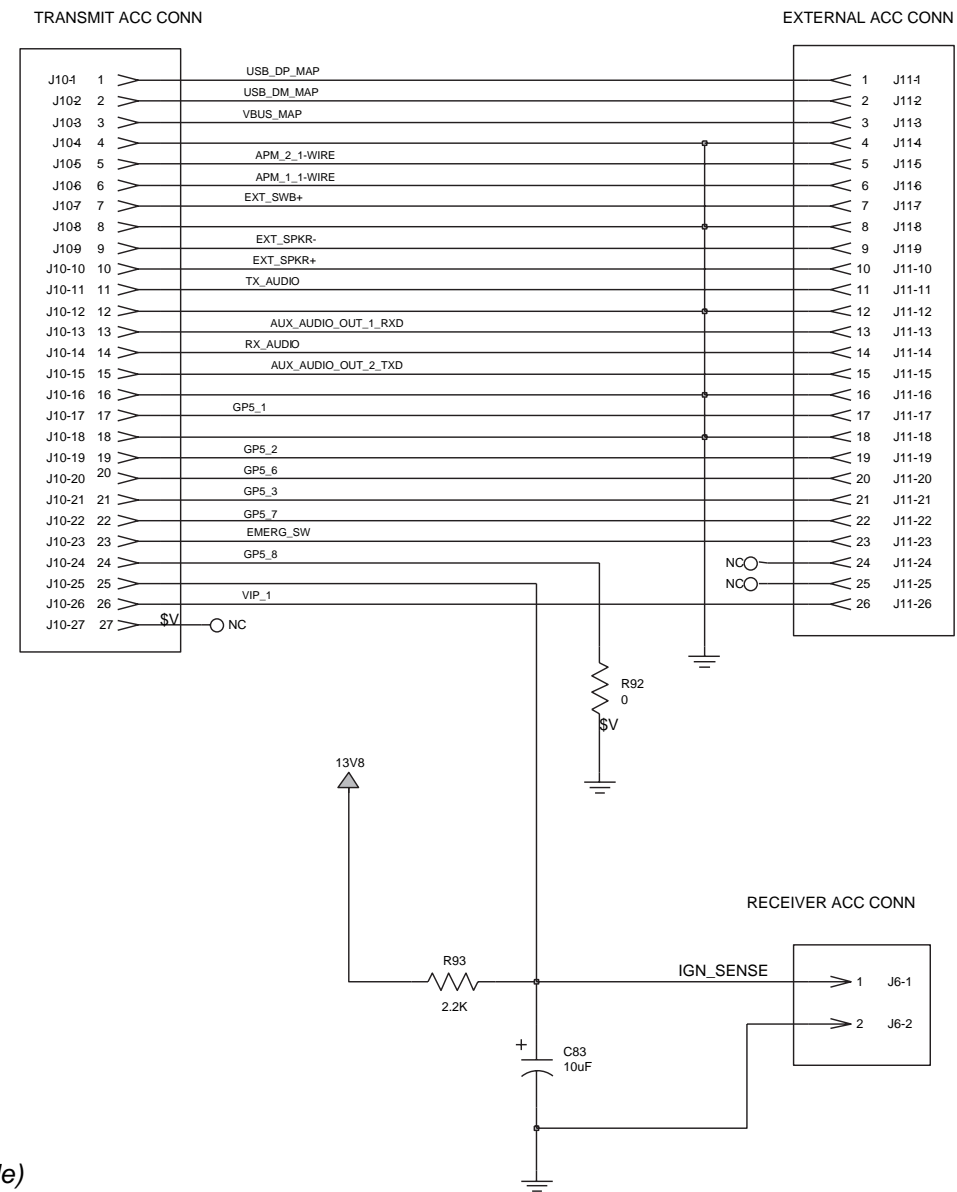 TRANSMIT ACC CONN
EXTERNAL ACC CONN
J10-1 1 USB_DP_MAP 1 J11-1
J10-2 2 USB_DM_MAP 2 J11-2
J10-3 3 VBUS_MAP 3 J11-3
J10-4 4 4 J11-4
J10-5 5 APM_2_1-WIRE 5 J11-5
J10-6 6 APM_1_1-WIRE 6 J11-6
J10-7 7 EXT_SWB+ 7 J11-7
J10-8 8 8 J11-8
J10-9 9 EXT_SPKR- 9 J11-9
J10-10 10 EXT_SPKR+ 10 J11-10
J10-11 11 TX_AUDIO 11 J11-11
J10-12 12 12 J11-12
J10-13 13 AUX_AUDIO_OUT_1_RXD 13 J11-13
J10-14 14 RX_AUDIO 14 J11-14
J10-15 15 AUX_AUDIO_OUT_2_TXD 15 J11-15
J10-16 16 16 J11-16
J10-17 17 GP5_1 17 J11-17
J10-18 18 18 J11-18
J10-19 19 GP5_2 19 J11-19
J10-20 20 GP5_6 20 J11-20
J10-21 21 GP5_3 21 J11-21
J10-22 22 GP5_7 22 J11-22
J10-23 23 EMERG_SW 23 J11-23
J10-24 24 GP5_8 NC 24 J11-24
J10-25 25 NC 25 J11-25
J10-26 26 VIP_1 26 J11-26
J10-27 27 $V NC
R92
0
$V
13V8
RECEIVER ACC CONN
R93
2.2K
IGN_SENSE 1 J6-1
2 J6-2
+ C83
10uF
le)